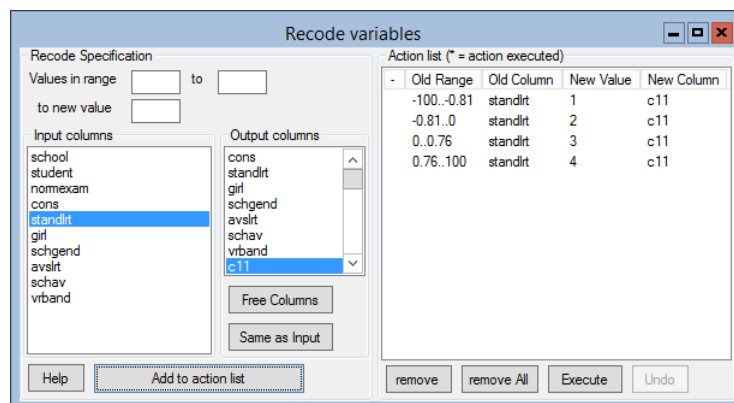 Recode variables
Recode Specification
Values in range to
to new value
Input columns
school
student
normexam
cons
standlrt
girl
schgend
avslrt
schav
vrband
Output columns
cons
standlrt
girl
schgend
avslrt
schav
vrband
c11
Free Columns
Same as Input
Help
Add to action list
Action list (* = action executed)
- Old Range Old Column New Value New Column
-100..-0.81 standlrt 1 c11
-0.81..0 standlrt 2 c11
0..0.76 standlrt 3 c11
0.76..100 standlrt 4 c11
remove remove All Execute Undo